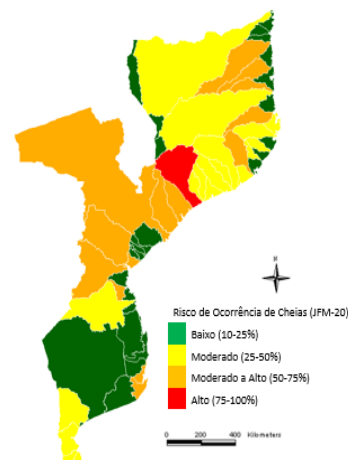 Risco de Ocorrência de Cheias (JFM-20)
Baixo (10-25%)
Moderado (25-50%)
Moderado a Alto (50-75%)
Alto (75-100%)
0 200 400 Kilometers